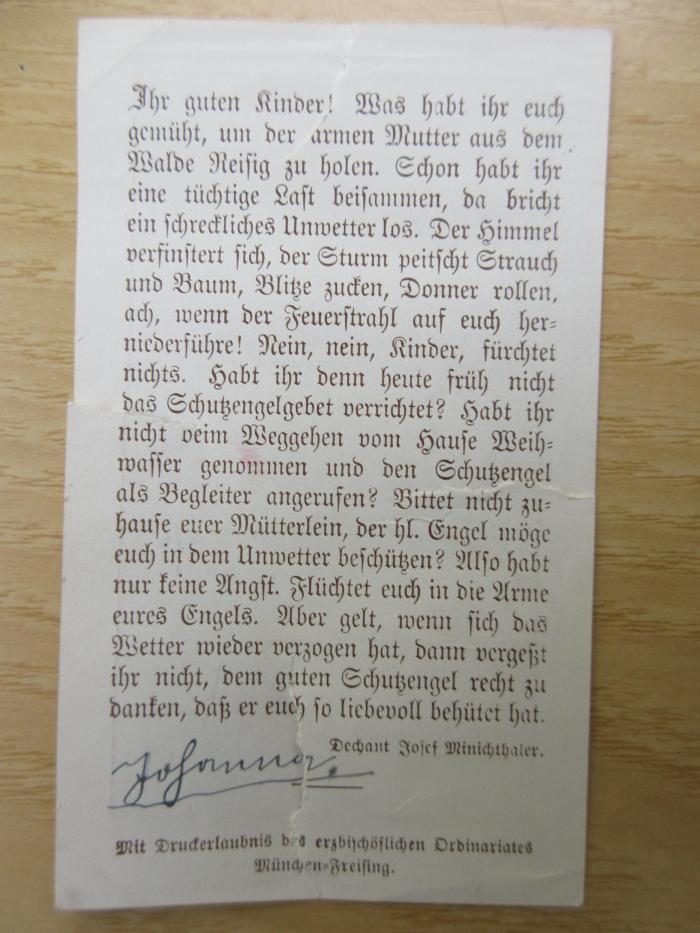 Ihr guten Kinder! Was habt ihr euch
gemüht, um der armen Mutter aus dem
Walde Reisig zu holen. Schon habt ihr
eine tüchtige Last beisammen, da bricht
ein schreckliches Unwetter los. Der Himmel
verfinstert sich, der Sturm peitscht Strauch
und Baum, Blitze zucken, Donner rollen,
ach, wenn der Feuerstrahl auf euch her-
niederführe! Nein, nein, Kinder, fürchtet
nichts. Habt ihr denn heute früh nicht
das Schutzengelgebet verrichtet? Habt ihr
nicht beim Weggehen vom Hause Weih-
wasser genommen und den Schutzengel
als Begleiter angerufen? Bittet nicht zu-
hause euer Mütterlein, der hl. Engel möge
euch in dem Unwetter beschützen? Also habt
nur keine Angst. Flüchtet euch in die Arme
eures Engels. Aber gelt, wenn sich das
Wetter wieder verzogen hat, dann vergeßt
ihr nicht, dem guten Schutzengel recht zu
danken, daß er euch so liebevoll behütet hat.
Dechant Josef Minichthaler.
Johanna.
Mit Druckerlaubnis des erzbischöflichen Ordinariates
München-Freising.